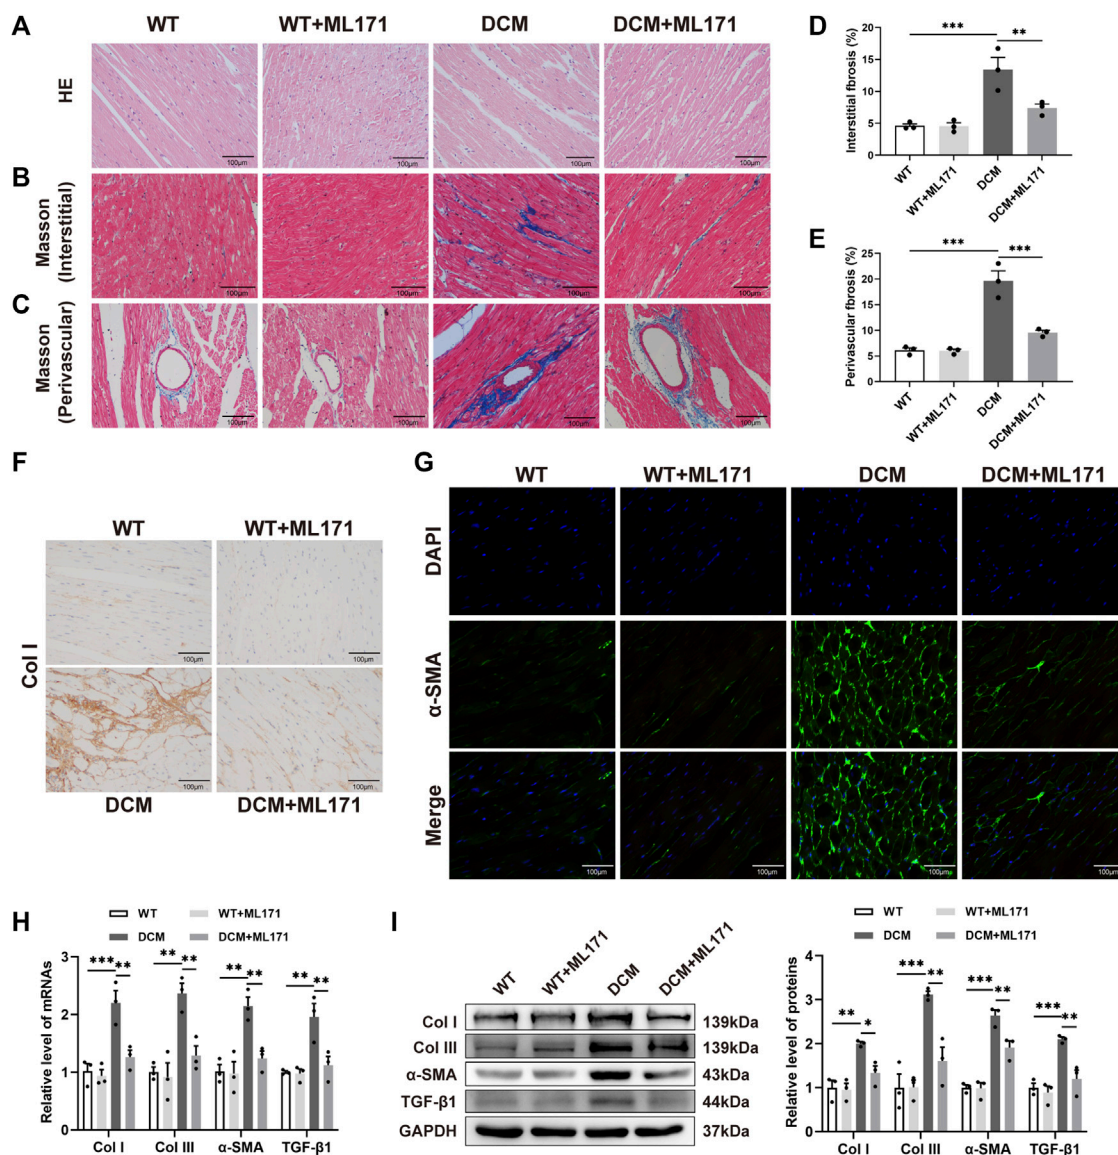 A
WT
WT+ML171
DCM
DCM+ML171
HE
100μm
100μm
100μm
100μm
B
Masson
(Interstitial)
100μm
100μm
100μm
100μm
C
Masson
(Perivascular)
100μm
100μm
100μm
100μm
D
Interstitial fibrosis (%)
20
15
10
5
0
***
**
WT
WT+ML171
DCM
DCM+ML171
E
Perivascular fibrosis (%)
25
20
15
10
5
0
***
***
WT
WT+ML171
DCM
DCM+ML171
F
WT
WT+ML171
Col I
100μm
100μm
100μm
100μm
DCM
DCM+ML171
G
WT
WT+ML171
DCM
DCM+ML171
DAPI
α-SMA
Merge
100μm
100μm
100μm
100μm
H
WT
WT+ML171
DCM
DCM+ML171
Relative level of mRNAs
3
2
1
0
***
**
**
**
**
**
**
**
Col I
Col III
α-SMA
TGF-β1
I
WT
WT+ML171
DCM
DCM+ML171
Col I
139kDa
Col III
139kDa
α-SMA
43kDa
TGF-β1
44kDa
GAPDH
37kDa
WT
WT+ML171
DCM
DCM+ML171
Relative level of proteins
4
3
2
1
0
**
*
***
**
***
**
***
**
Col I
Col III
α-SMA
TGF-β1